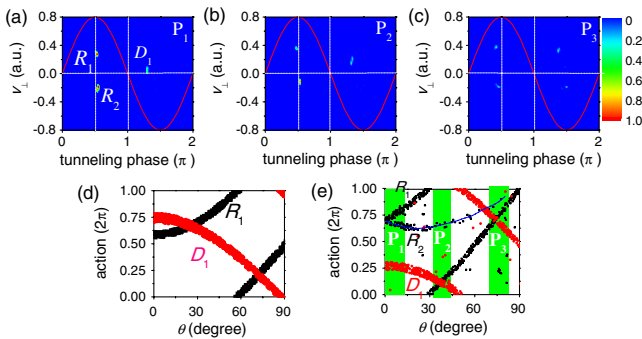 (a) (b) (c)
0.8
0.4
0.0
-0.4
-0.8
v⊥ (a.u.)
P1
R1
D1
R2
0 1 2
tunneling phase (π)
v⊥ (a.u.)
P2
0 1 2
tunneling phase (π)
v⊥ (a.u.)
P3
0 1 2
tunneling phase (π)
0
0.2
0.4
0.6
0.8
1.0
(d)
1.00
0.75
0.50
0.25
0.00
action (2π)
R1
D1
0 30 60 90
θ (degree)
(e)
1.00
0.75
0.50
0.25
0.00
action (2π)
R1
P1
R2
P2
P3
D1
0 30 60 90
θ (degree)